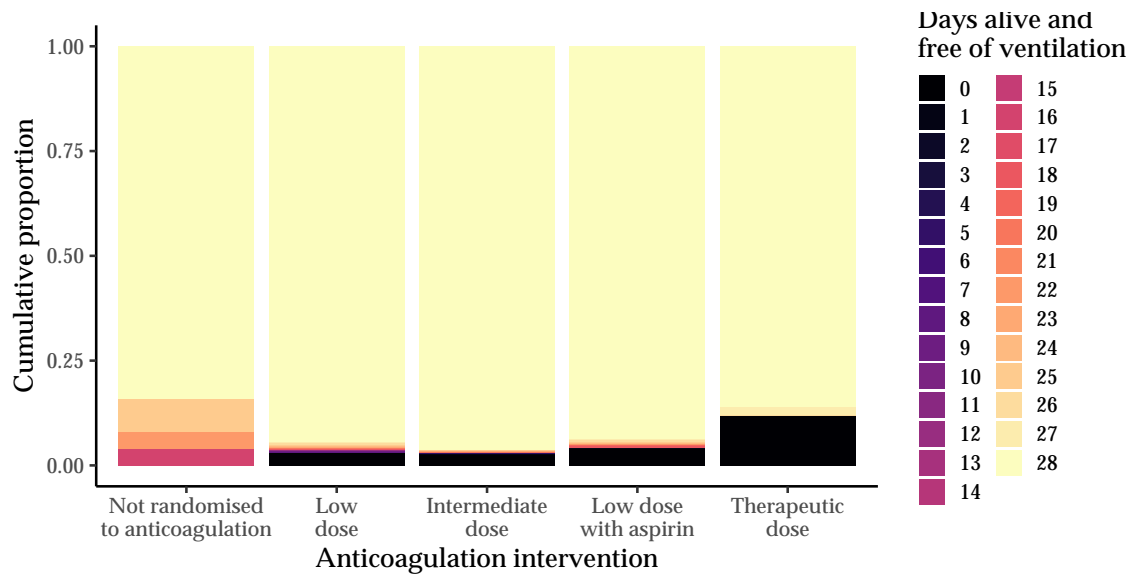 Days alive and
free of ventilation
0
1
2
3
4
5
6
7
8
9
10
11
12
13
14
15
16
17
18
19
20
21
22
23
24
25
26
27
28
Cumulative proportion
1.00
0.75
0.50
0.25
0.00
Not randomised
to anticoagulation
Low
dose
Intermediate
dose
Low dose
with aspirin
Therapeutic
dose
Anticoagulation intervention